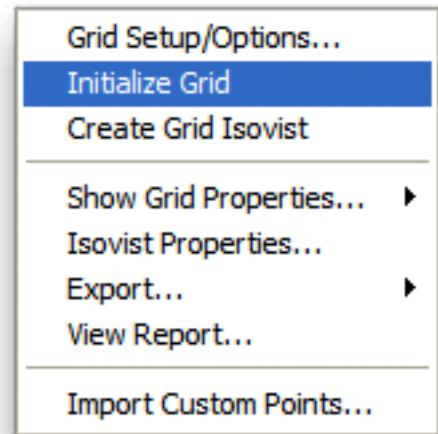 Grid Setup/Options...
Initialize Grid
Create Grid Isovist
Show Grid Properties...
Isovist Properties...
Export...
View Report...
Import Custom Points...